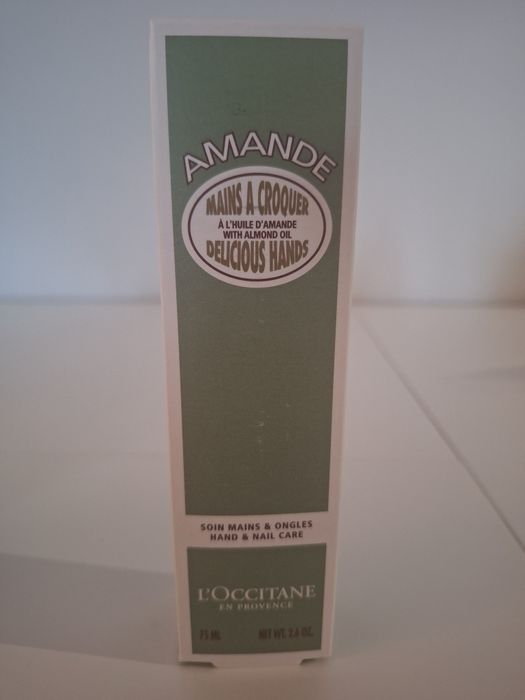 AMANDE
MAINS A CROQUER
À L'HUILE D'AMANDE
WITH ALMOND OIL
DELICIOUS HANDS
SOIN MAINS & ONGLES
HAND & NAIL CARE
L'OCCITANE
EN PROVENCE
75 ML NET WT. 2.6 OZ.